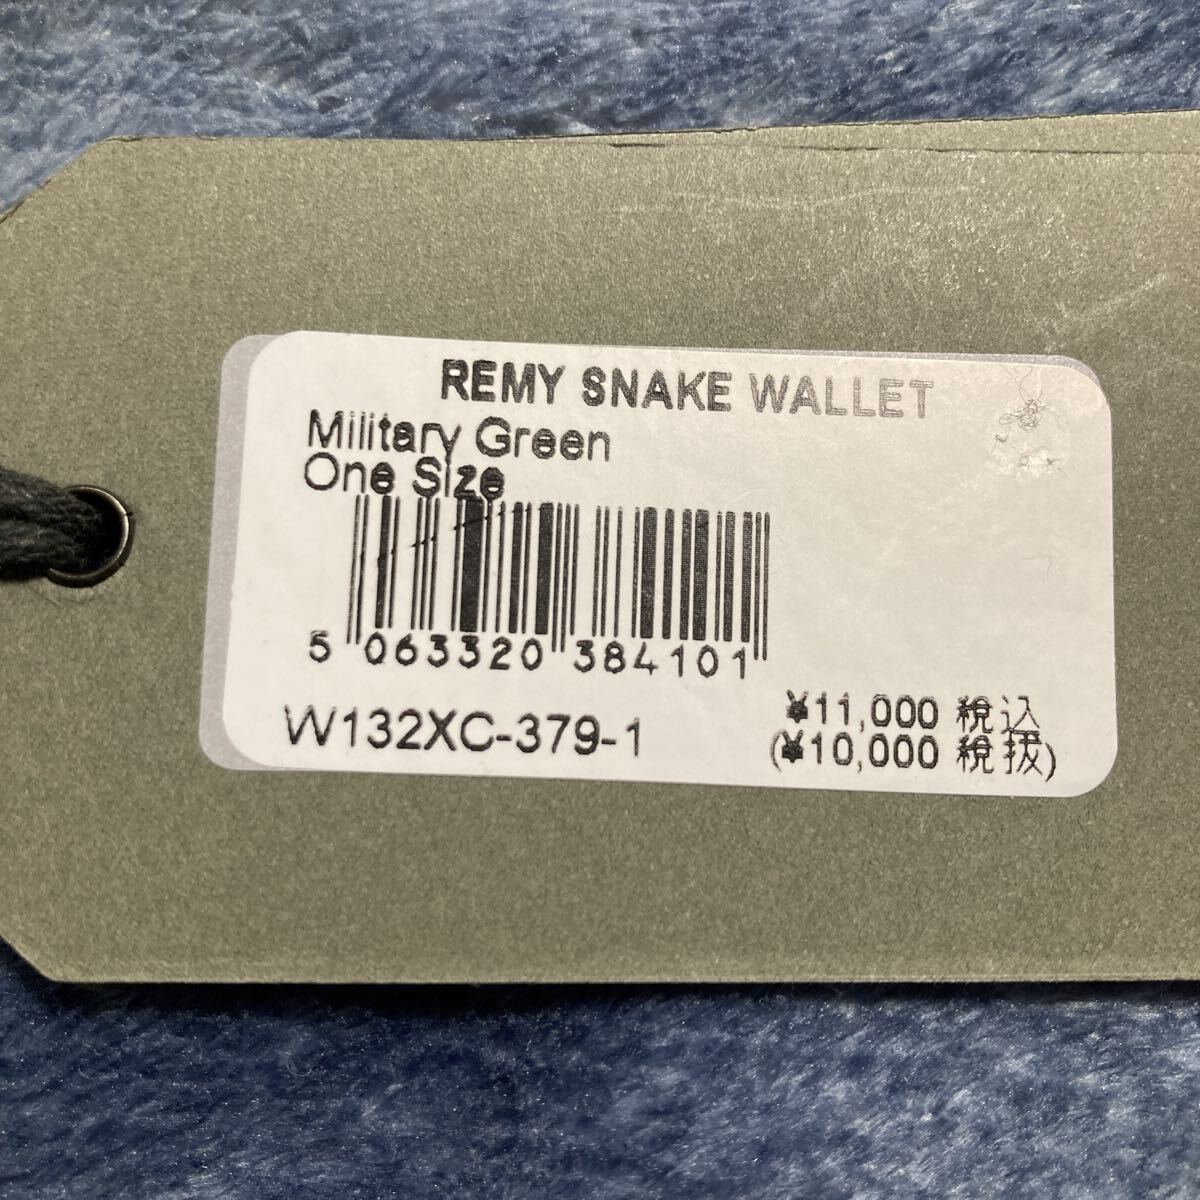 REMY SNAKE WALLET
Military Green
One Size
5 063320 384101
W132XC-379-1
¥11,000 税込
(¥10,000 税抜)